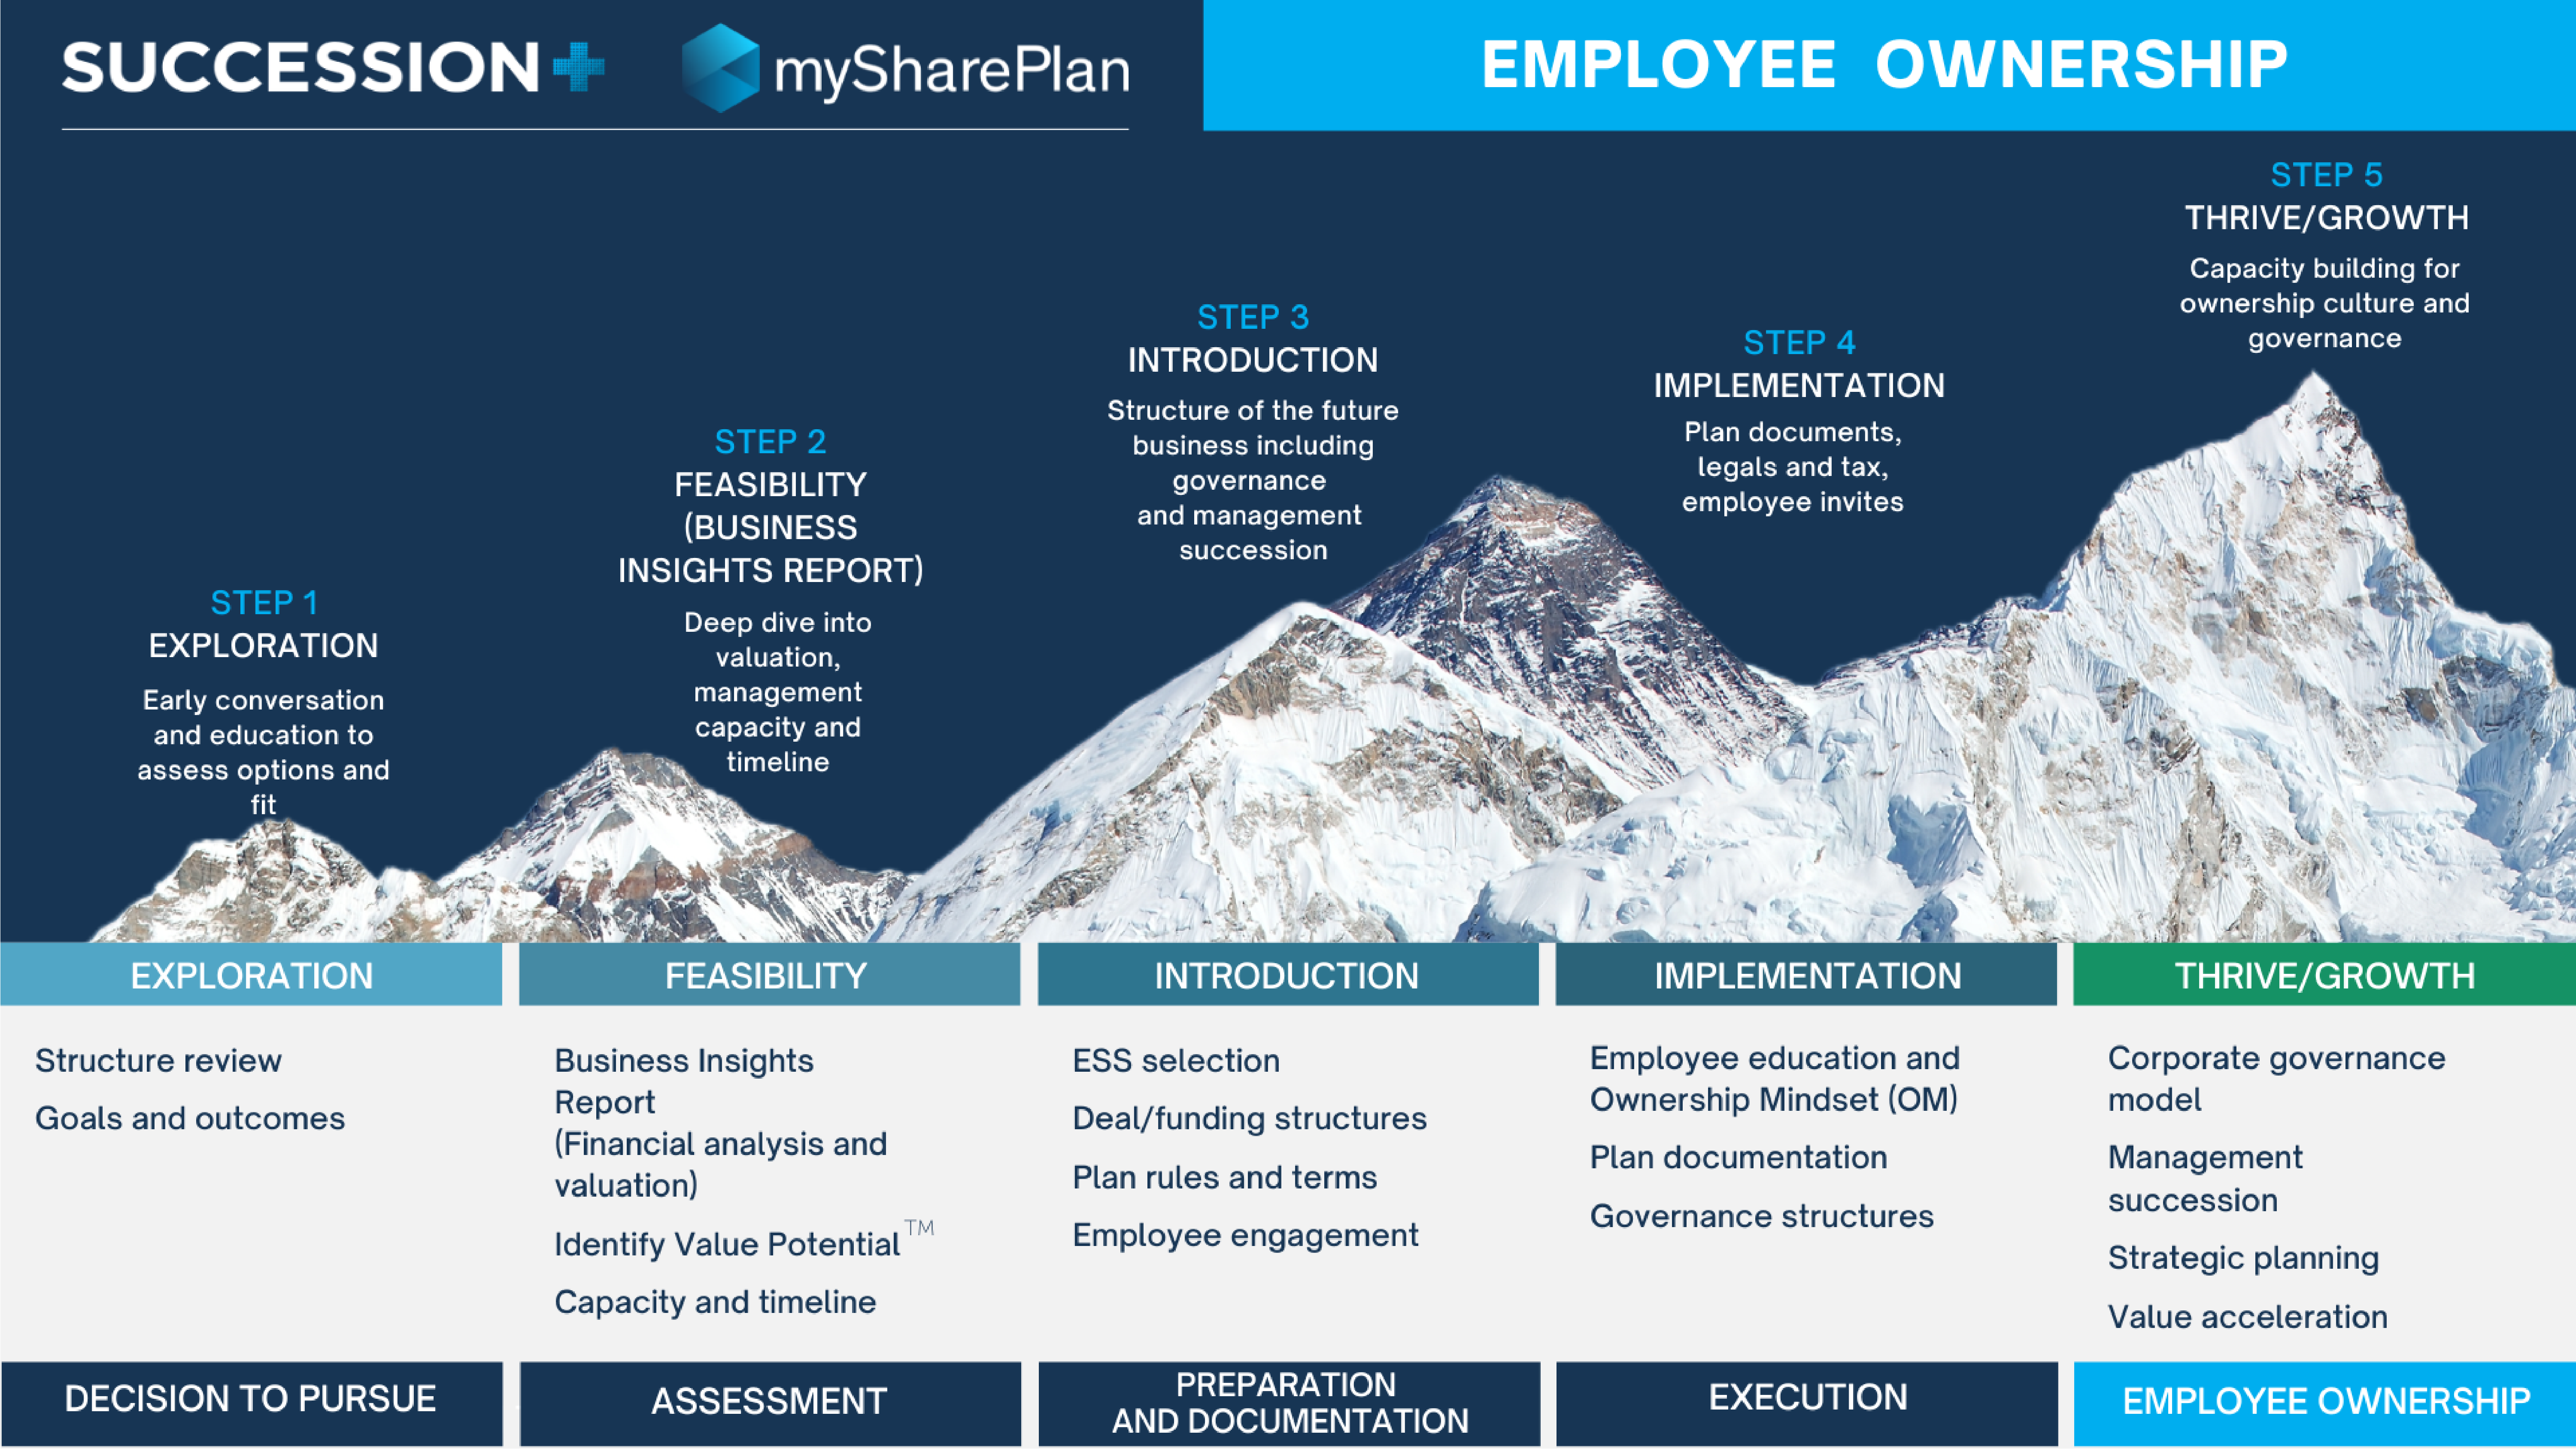 SUCCESSION+
mySharePlan
EMPLOYEE OWNERSHIP
STEP 1
EXPLORATION
Early conversation
and education to
assess options and
fit
STEP 2
FEASIBILITY
(BUSINESS
INSIGHTS REPORT)
Deep dive into
valuation,
management
capacity and
timeline
STEP 3
INTRODUCTION
Structure of the future
business including
governance
and management
succession
STEP 4
IMPLEMENTATION
Plan documents,
legals and tax,
employee invites
STEP 5
THRIVE/GROWTH
Capacity building for
ownership culture and
governance
EXPLORATION
Structure review
Goals and outcomes
DECISION TO PURSUE
FEASIBILITY
Business Insights
Report
(Financial analysis and
valuation)
Identify Value Potential™
Capacity and timeline
ASSESSMENT
INTRODUCTION
ESS selection
Deal/funding structures
Plan rules and terms
Employee engagement
PREPARATION
AND DOCUMENTATION
IMPLEMENTATION
Employee education and
Ownership Mindset (OM)
Plan documentation
Governance structures
EXECUTION
THRIVE/GROWTH
Corporate governance
model
Management
succession
Strategic planning
Value acceleration
EMPLOYEE OWNERSHIP